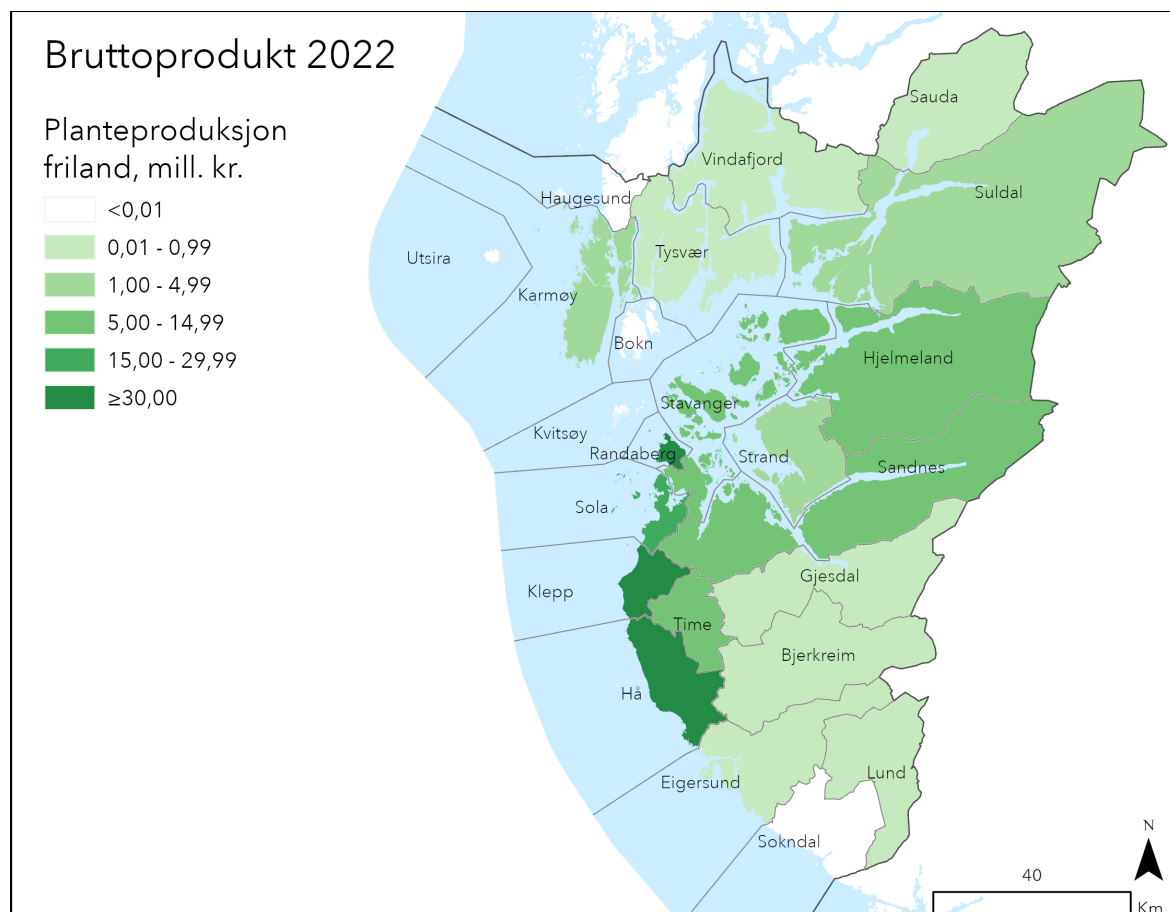 Bruttoprodukt 2022
Planteproduksjon
friland, mill. kr.
<0,01
0,01 - 0,99
1,00 - 4,99
5,00 - 14,99
15,00 - 29,99
≥30,00
Sauda
Vindafjord
Suldal
Haugesund
Tysvær
Utsira
Karmøy
Bokn
Hjelmeland
Stavanger
Kvitsøy
Randaberg
Strand
Sandnes
Sola
Gjesdal
Klepp
Time
Bjerkreim
Hå
Lund
Eigersund
Sokndal
N
40
Km